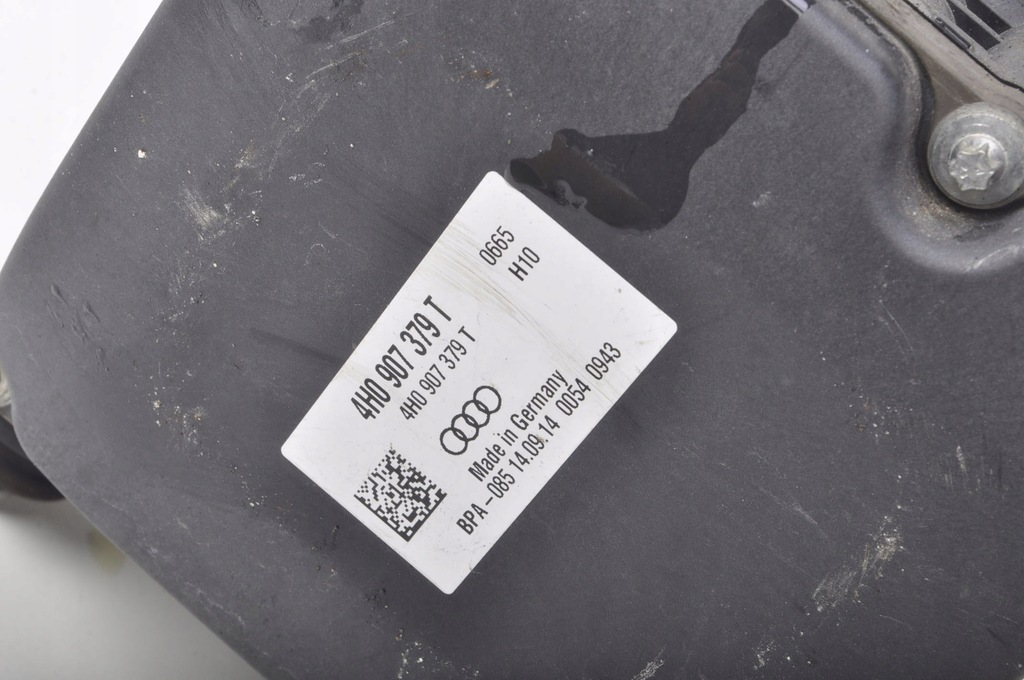 0665
H10
4H0 907 379 T
4H0 907 379 T
Made in Germany
BPA-085 14.09.14 0054 0943